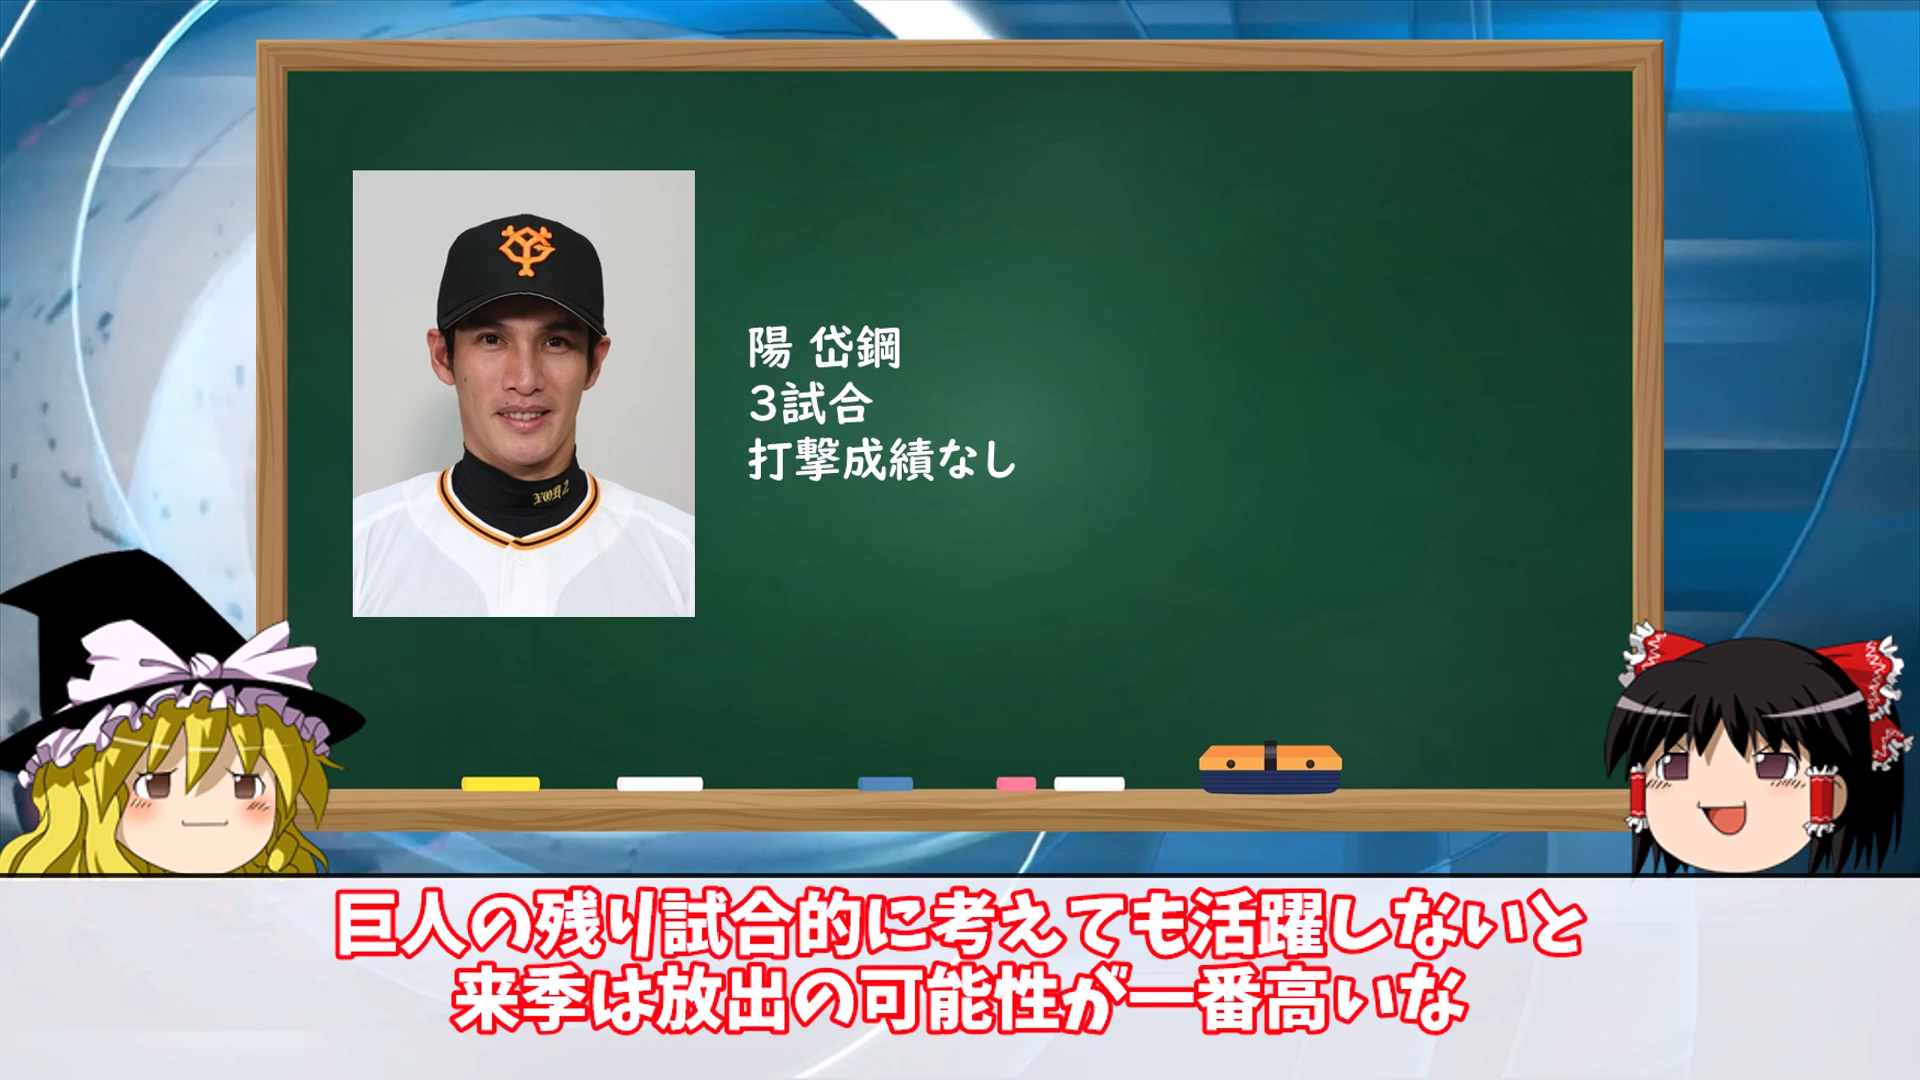 陽 岱鋼
3試合
打撃成績なし
巨人の残り試合的に考えても活躍しないと
来季は放出の可能性が一番高いな